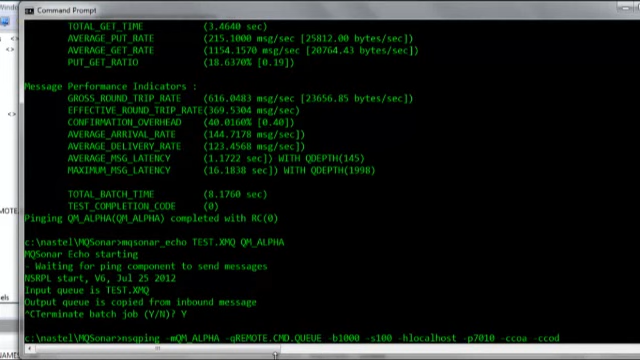 Command Prompt
TOTAL_GET_TIME (3.4640 sec)
AVERAGE_PUT_RATE (215.1000 msg/sec [25812.00 bytes/sec])
AVERAGE_GET_RATE (1154.1570 msg/sec [20764.43 bytes/sec])
PUT_GET_RATIO (18.6370% [0.19])
Message Performance Indicators :
GROSS_ROUND_TRIP_RATE (616.0483 msg/sec [23656.85 bytes/sec])
EFFECTIVE_ROUND_TRIP_RATE(369.5304 msg/sec)
CONFIRMATION_OVERHEAD (40.0160% [0.40])
AVERAGE_ARRIVAL_RATE (144.7178 msg/sec])
AVERAGE_DELIVERY_RATE (123.4568 msg/sec])
AVERAGE_MSG_LATENCY (1.1722 sec]) WITH QDEPTH(145)
MAXIMUM_MSG_LATENCY (16.1838 sec]) WITH QDEPTH(1998)
TOTAL_BATCH_TIME (8.1760 sec)
TEST_COMPLETION_CODE (0)
Pinging QM_ALPHA(QM_ALPHA) completed with RC(0)
c:\nastel\MQSonar>mqsonar_echo TEST.XMQ QM_ALPHA
MQSonar Echo starting
- Waiting for ping component to send messages
NSRPL start, V6, Jul 25 2012
Input queue is TEST.XMQ
Output queue is copied from inbound message
^CTerminate batch job (Y/N)? Y
c:\nastel\MQSonar>nsqping -mQM_ALPHA -qREMOTE.CMD.QUEUE -b1000 -s100 -hlocalhost -p7010 -ccoa -ccod